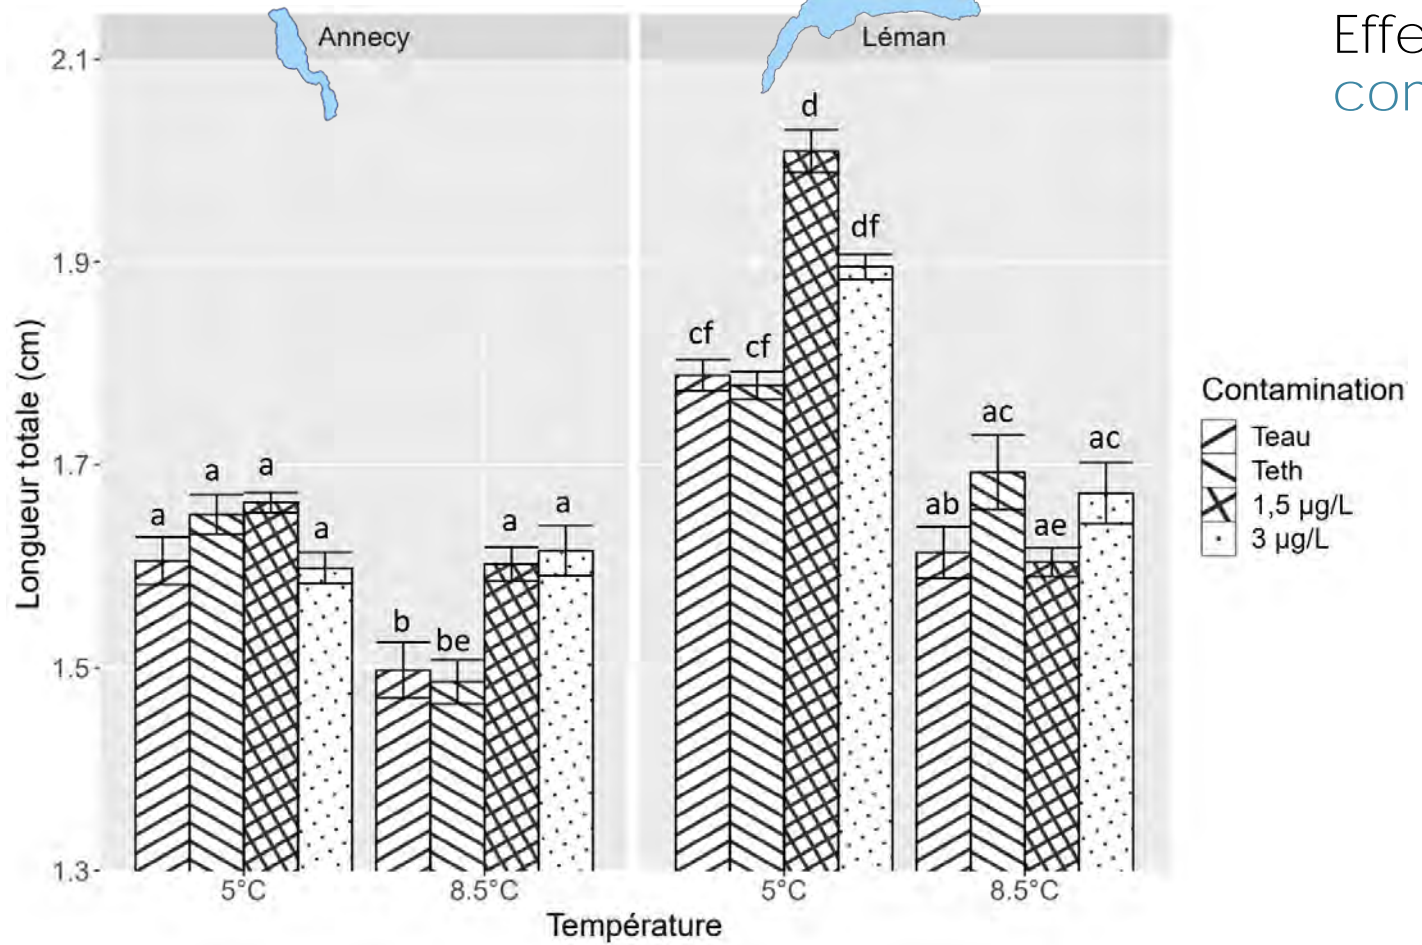 Effe
con
Annecy
Léman
2.1
1.9
1.7
1.5
1.3
Longueur totale (cm)
a
a
a
a
b
be
a
a
cf
cf
d
df
ab
ac
ae
ac
5°C
8.5°C
5°C
8.5°C
Température
Contamination
Teau
Teth
1,5 µg/L
3 µg/L